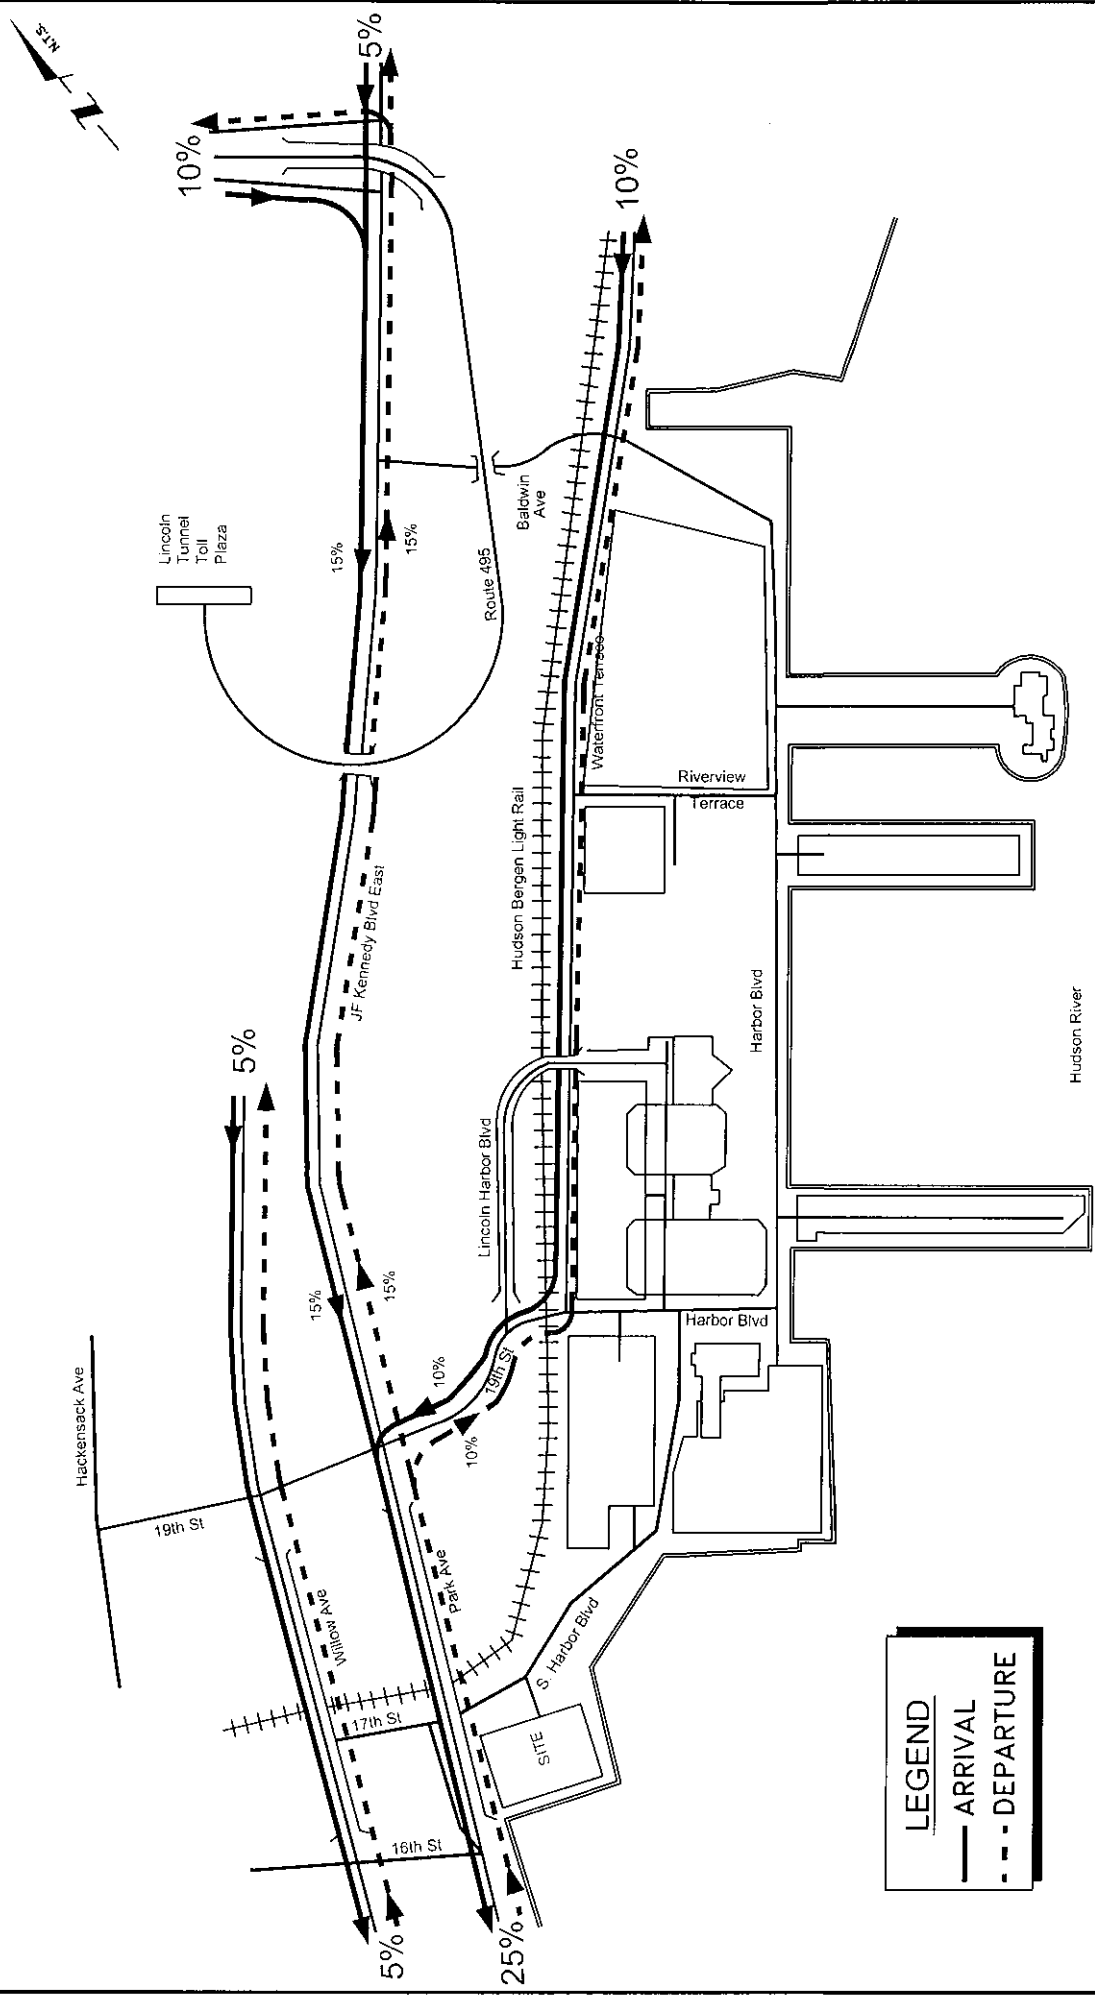 N.T.S.
5%
10%
10%
Lincoln
Tunnel
Toll
Plaza
15%
15%
Route 495
Baldwin
Ave
Waterfront Terrace
Riverview
Terrace
Hudson Bergen Light Rail
JF Kennedy Blvd East
5%
Harbor Blvd
Hudson River
Lincoln Harbor Blvd
15%
15%
Harbor Blvd
10%
19th St
10%
Hackensack Ave
19th St
Willow Ave
Park Ave
S. Harbor Blvd
17th St
SITE
16th St
5%
25%
LEGEND
ARRIVAL
DEPARTURE